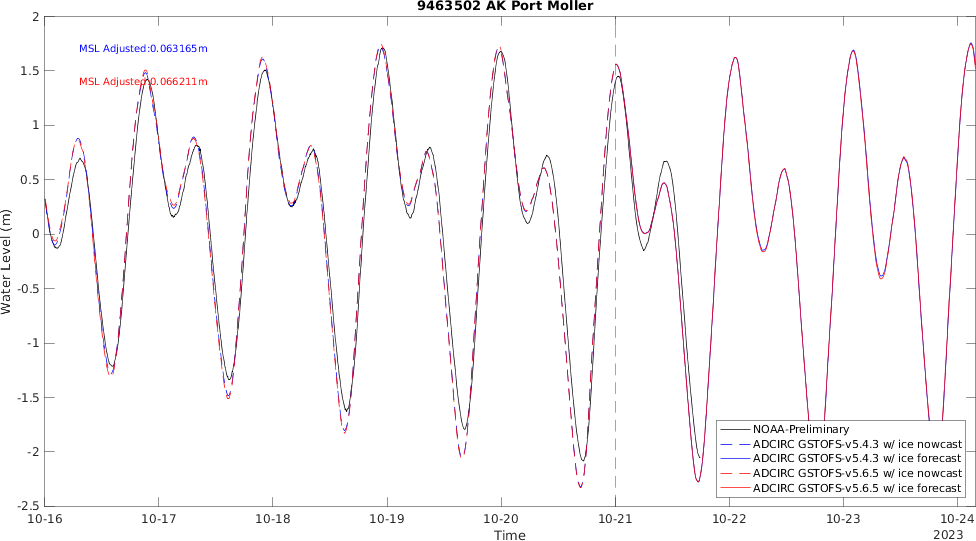 9463502 AK Port Moller
MSL Adjusted:0.063165m
MSL Adjusted:0.066211m
Water Level (m)
2
1.5
1
0.5
0
-0.5
-1
-1.5
-2
-2.5
NOAA-Preliminary
ADCIRC GSTOFS-v5.4.3 w/ ice nowcast
ADCIRC GSTOFS-v5.4.3 w/ ice forecast
ADCIRC GSTOFS-v5.6.5 w/ ice nowcast
ADCIRC GSTOFS-v5.6.5 w/ ice forecast
10-16 10-17 10-18 10-19 10-20 10-21 10-22 10-23 10-24
Time
2023